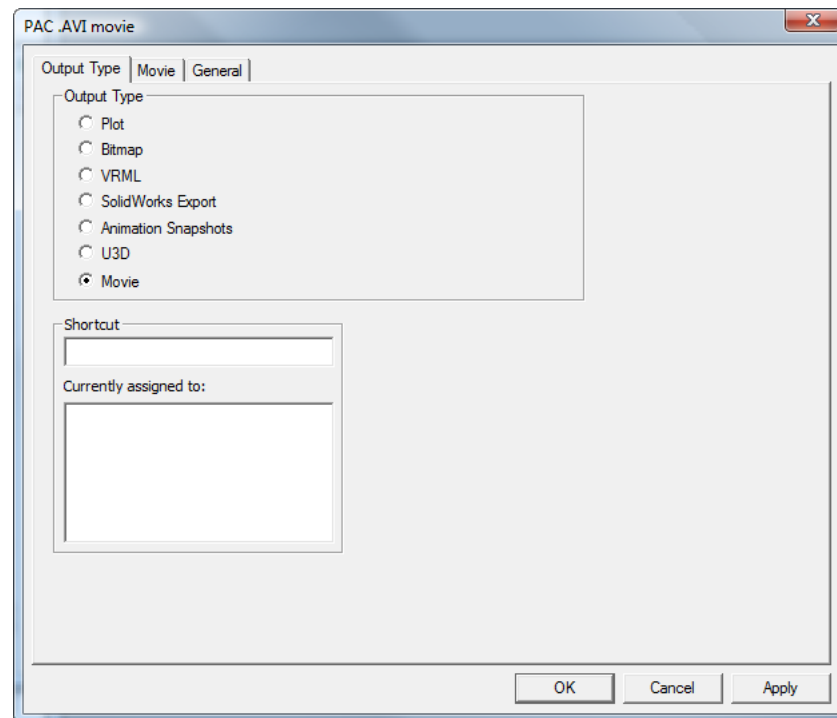 PAC .AVI movie
Output Type Movie General
Output Type
Plot
Bitmap
VRML
SolidWorks Export
Animation Snapshots
U3D
Movie
Shortcut
Currently assigned to:
OK Cancel Apply